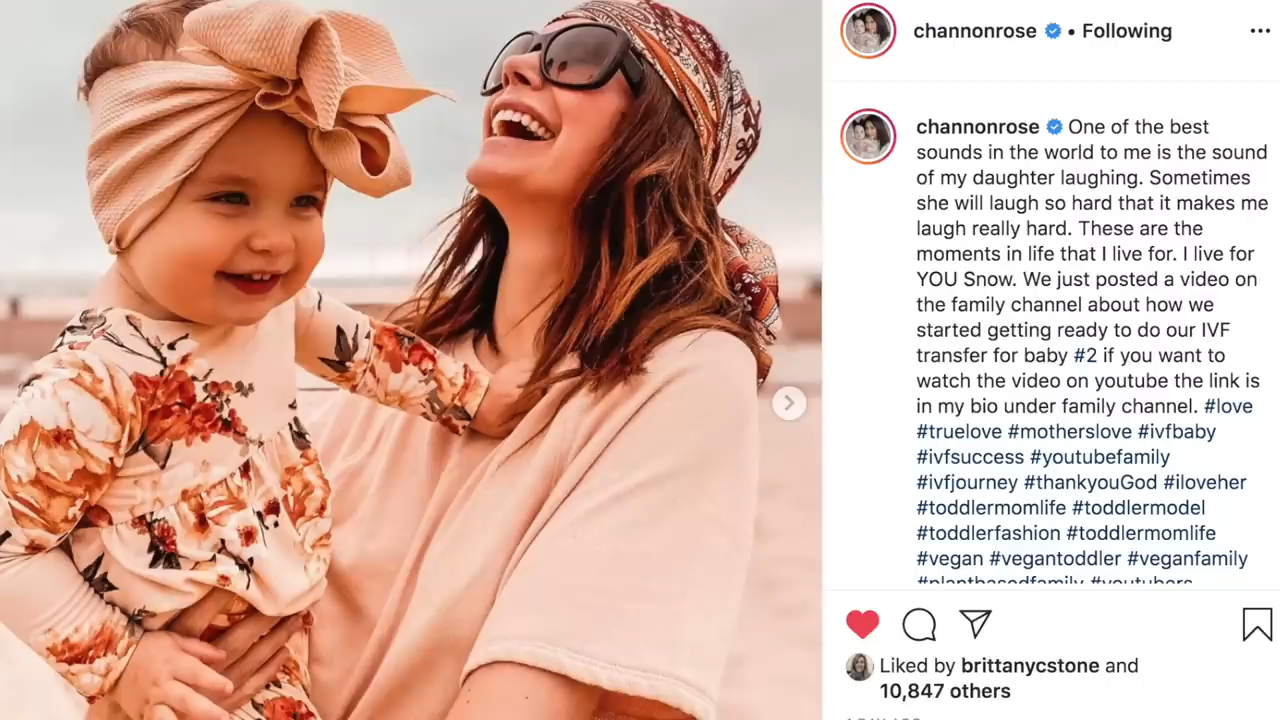 channonrose • Following
channonrose One of the best
sounds in the world to me is the sound
of my daughter laughing. Sometimes
she will laugh so hard that it makes me
laugh really hard. These are the
moments in life that I live for. I live for
YOU Snow. We just posted a video on
the family channel about how we
started getting ready to do our IVF
transfer for baby #2 if you want to
watch the video on youtube the link is
in my bio under family channel. #love
#truelove #motherslove #ivfbaby
#ivfsuccess #youtubefamily
#ivfjourney #thankyouGod #iloveher
#toddlermomlife #toddlermodel
#toddlerfashion #toddlermomlife
#vegan #vegantoddler #veganfamily
#plantbasedfamily #youtubers
Liked by brittanycstone and
10,847 others